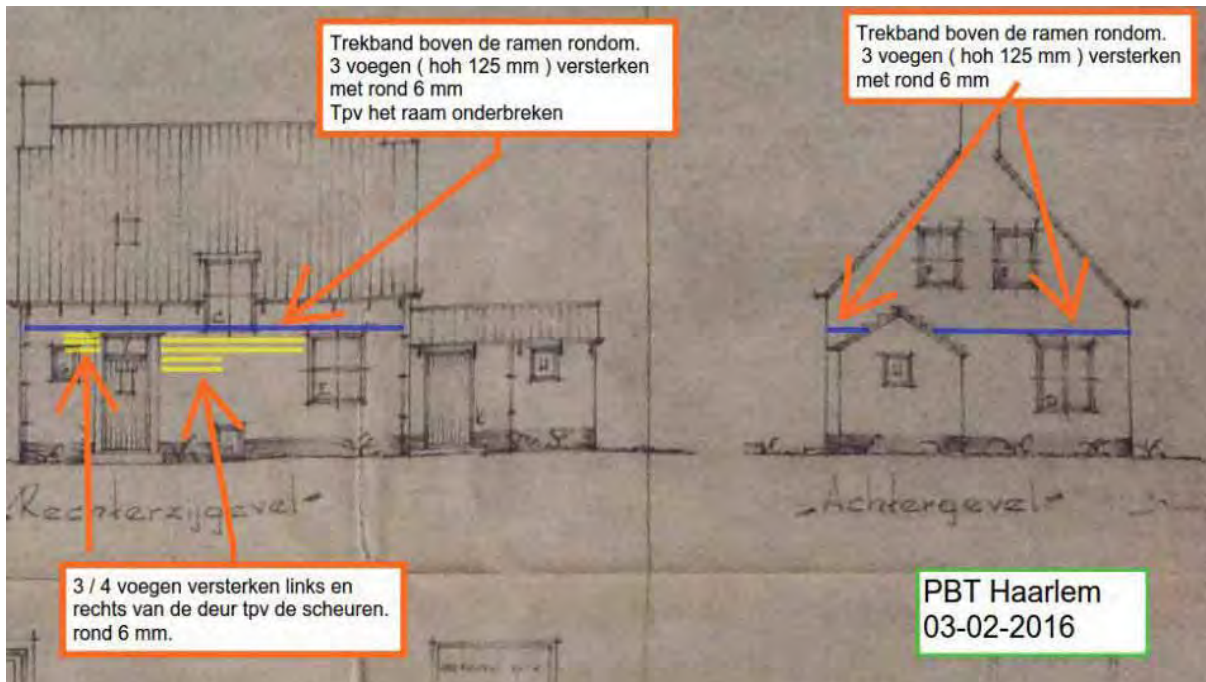 Trekband boven de ramen rondom.
3 voegen ( hoh 125 mm ) versterken
met rond 6 mm
Tpv het raam onderbreken
Trekband boven de ramen rondom.
3 voegen ( hoh 125 mm ) versterken
met rond 6 mm
Rechterzijgevel
Achtergevel
3 / 4 voegen versterken links en
rechts van de deur tpv de scheuren.
rond 6 mm.
PBT Haarlem
03-02-2016